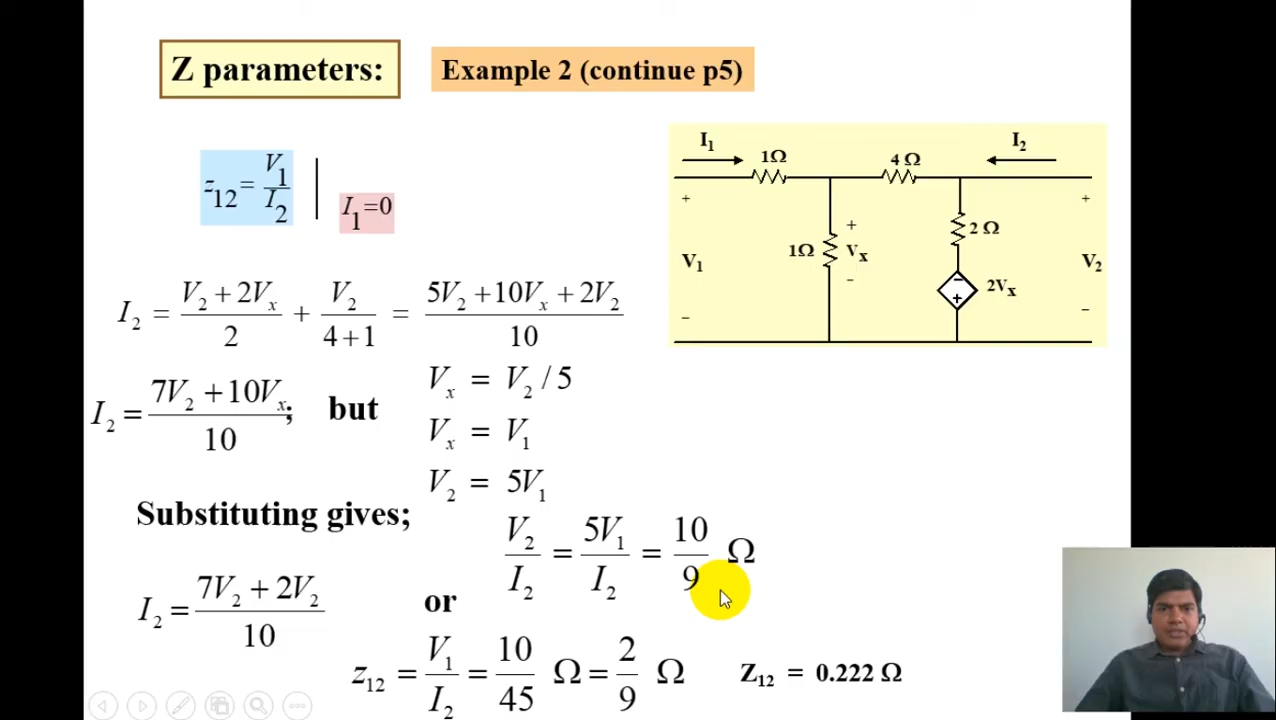 Z parameters:
Example 2 (continue p5)
z12 = V1/I2 | I1=0
I1
1Ω
4 Ω
I2
+
+
+
2 Ω
1Ω
Vx
V1
V2
−
−
+
2Vx
−
−
I2 = (V2 + 2Vx)/2 + V2/(4+1) = (5V2 +10Vx + 2V2)/10
Vx = V2 / 5
I2 = (7V2 +10Vx)/10 ; but
Vx = V1
V2 = 5V1
Substituting gives;
V2/I2 = 5V1/I2 = 10/9 Ω
I2 = (7V2 + 2V2)/10
or
z12 = V1/I2 = 10/45 Ω = 2/9 Ω
Z12 = 0.222 Ω